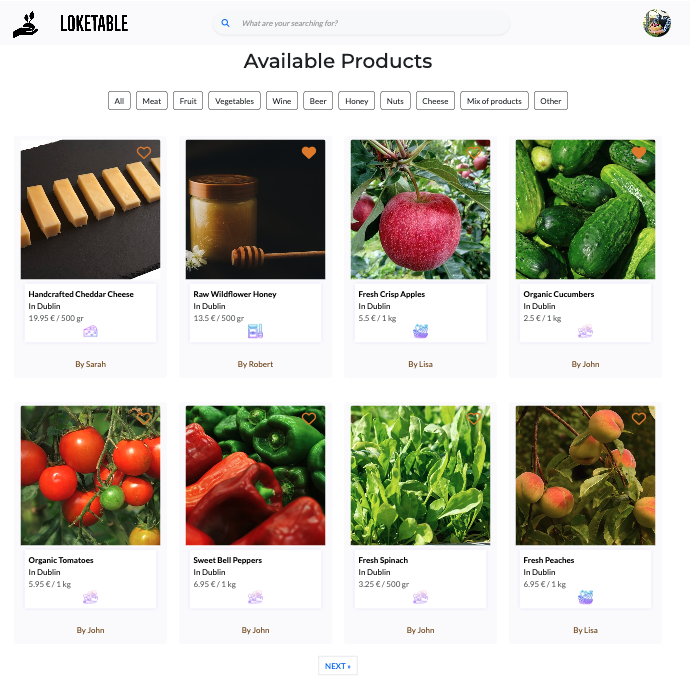 LOKETABLE
What are your searching for?
Available Products
All Meat Fruit Vegetables Wine Beer Honey Nuts Cheese Mix of products Other
Handcrafted Cheddar Cheese
In Dublin
19.95 € / 500 gr
By Sarah
Raw Wildflower Honey
In Dublin
13.5 € / 500 gr
By Robert
Fresh Crisp Apples
In Dublin
5.5 € / 1 kg
By Lisa
Organic Cucumbers
In Dublin
2.5 € / 1 kg
By John
Organic Tomatoes
In Dublin
5.95 € / 1 kg
By John
Sweet Bell Peppers
In Dublin
6.95 € / 1 kg
By John
Fresh Spinach
In Dublin
3.25 € / 500 gr
By John
Fresh Peaches
In Dublin
6.95 € / 1 kg
By Lisa
NEXT »